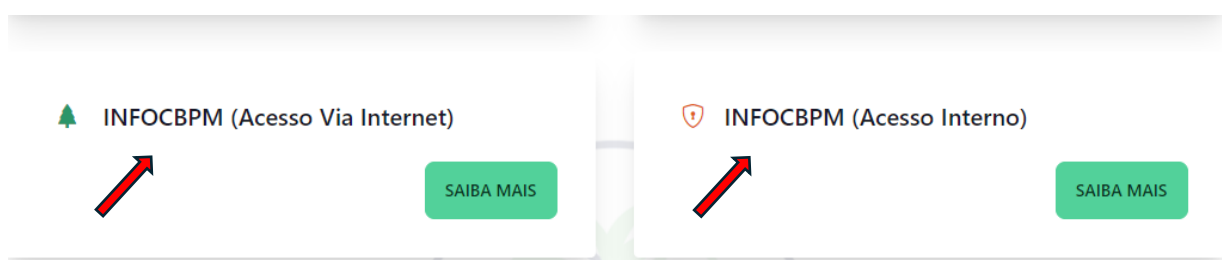 INFOCBPM (Acesso Via Internet)
SAIBA MAIS
INFOCBPM (Acesso Interno)
SAIBA MAIS